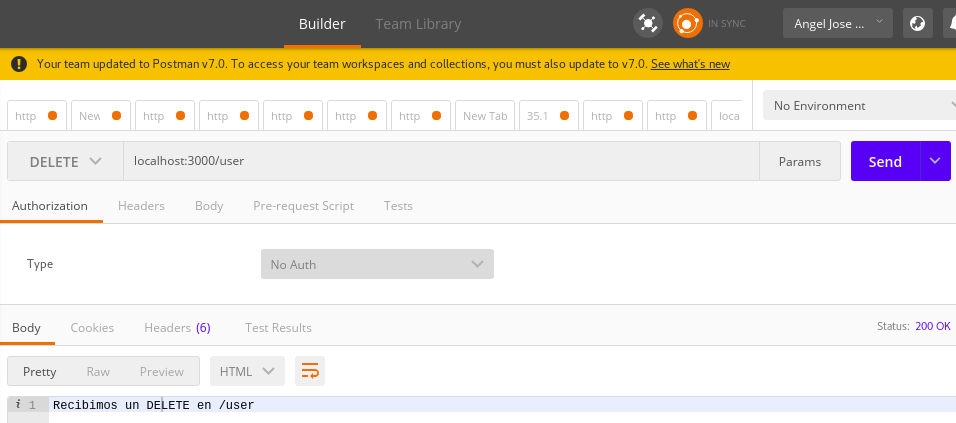 Builder Team Library IN SYNC Angel Jose ...
Your team updated to Postman v7.0. To access your team workspaces and collections, you must also update to v7.0. See what's new
http New http http http http http New Tab 35.1 http http loca No Environment
DELETE localhost:3000/user Params Send
Authorization Headers Body Pre-request Script Tests
Type No Auth
Body Cookies Headers (6) Test Results Status: 200 OK
Pretty Raw Preview HTML
i 1 Recibimos un DELETE en /user